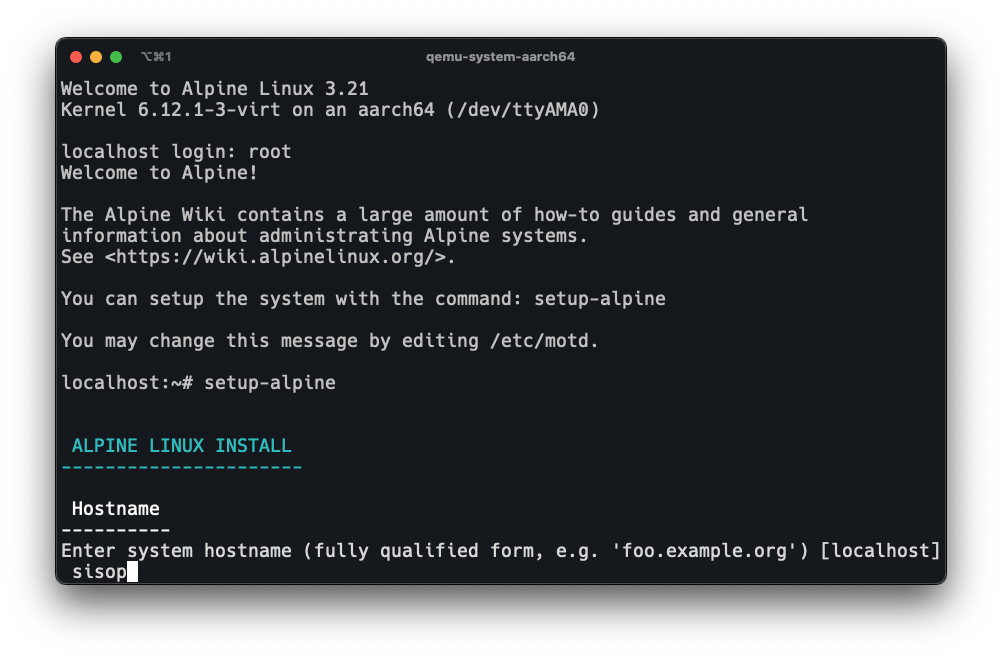 ⌥⌘1
qemu-system-aarch64
Welcome to Alpine Linux 3.21
Kernel 6.12.1-3-virt on an aarch64 (/dev/ttyAMA0)
localhost login: root
Welcome to Alpine!
The Alpine Wiki contains a large amount of how-to guides and general
information about administrating Alpine systems.
See <https://wiki.alpinelinux.org/>.
You can setup the system with the command: setup-alpine
You may change this message by editing /etc/motd.
localhost:~# setup-alpine
ALPINE LINUX INSTALL
----------------------
Hostname
----------
Enter system hostname (fully qualified form, e.g. 'foo.example.org') [localhost]
sisop